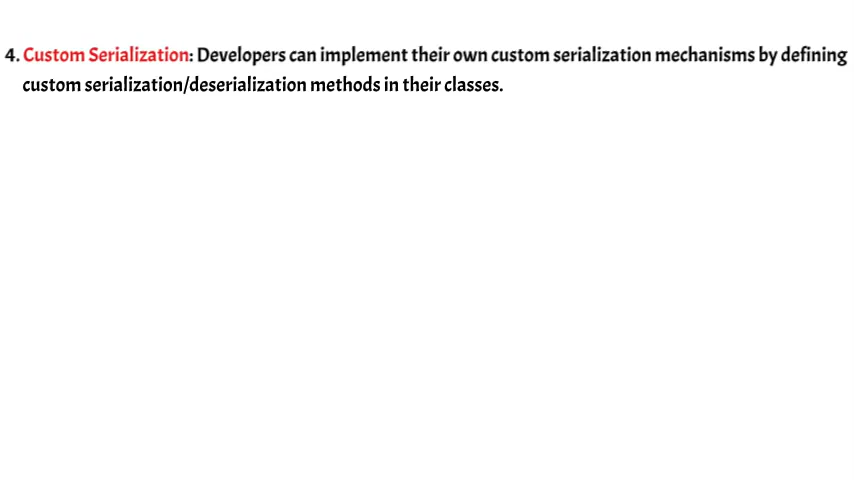 4. Custom Serialization: Developers can implement their own custom serialization mechanisms by defining
custom serialization/deserialization methods in their classes.